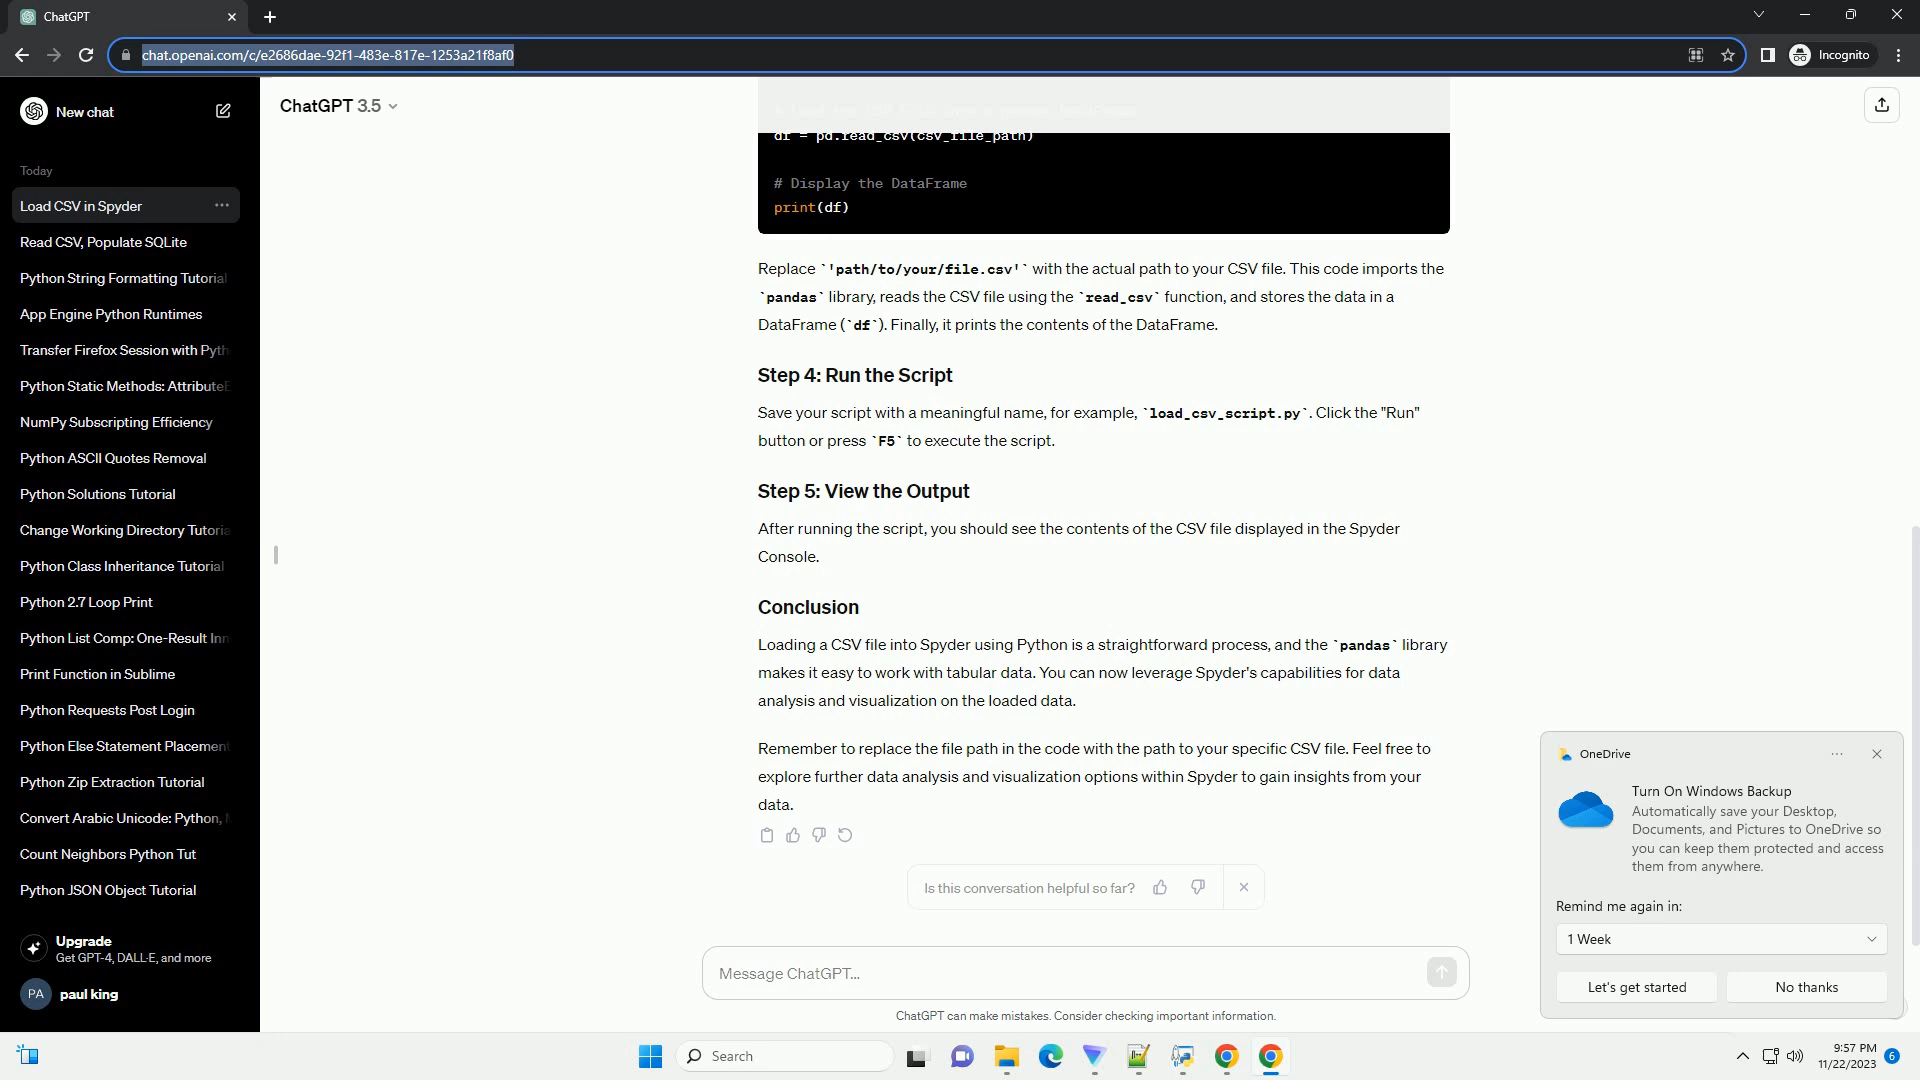 ChatGPT
chat.openai.com/c/e2686dae-92f1-483e-817e-1253a21f8af0
Incognito
New chat
Today
Load CSV in Spyder
Read CSV, Populate SQLite
Python String Formatting Tutorial
App Engine Python Runtimes
Transfer Firefox Session with Pyth
Python Static Methods: AttributeE
NumPy Subscripting Efficiency
Python ASCII Quotes Removal
Python Solutions Tutorial
Change Working Directory Tutoria
Python Class Inheritance Tutorial
Python 2.7 Loop Print
Python List Comp: One-Result Inn
Print Function in Sublime
Python Requests Post Login
Python Else Statement Placement
Python Zip Extraction Tutorial
Convert Arabic Unicode: Python,
Count Neighbors Python Tut
Python JSON Object Tutorial
Upgrade
Get GPT-4, DALL·E, and more
PA
paul king
ChatGPT 3.5
df = pd.read_csv(csv_file_path)
# Display the DataFrame
print(df)
Replace `'path/to/your/file.csv'` with the actual path to your CSV file. This code imports the
`pandas` library, reads the CSV file using the `read_csv` function, and stores the data in a
DataFrame (`df`). Finally, it prints the contents of the DataFrame.
Step 4: Run the Script
Save your script with a meaningful name, for example, `load_csv_script.py`. Click the "Run"
button or press `F5` to execute the script.
Step 5: View the Output
After running the script, you should see the contents of the CSV file displayed in the Spyder
Console.
Conclusion
Loading a CSV file into Spyder using Python is a straightforward process, and the `pandas` library
makes it easy to work with tabular data. You can now leverage Spyder's capabilities for data
analysis and visualization on the loaded data.
Remember to replace the file path in the code with the path to your specific CSV file. Feel free to
explore further data analysis and visualization options within Spyder to gain insights from your
data.
Is this conversation helpful so far?
Message ChatGPT...
ChatGPT can make mistakes. Consider checking important information.
OneDrive
Turn On Windows Backup
Automatically save your Desktop,
Documents, and Pictures to OneDrive so
you can keep them protected and access
them from anywhere.
Remind me again in:
1 Week
Let's get started
No thanks
Search
9:57 PM
11/22/2023
6